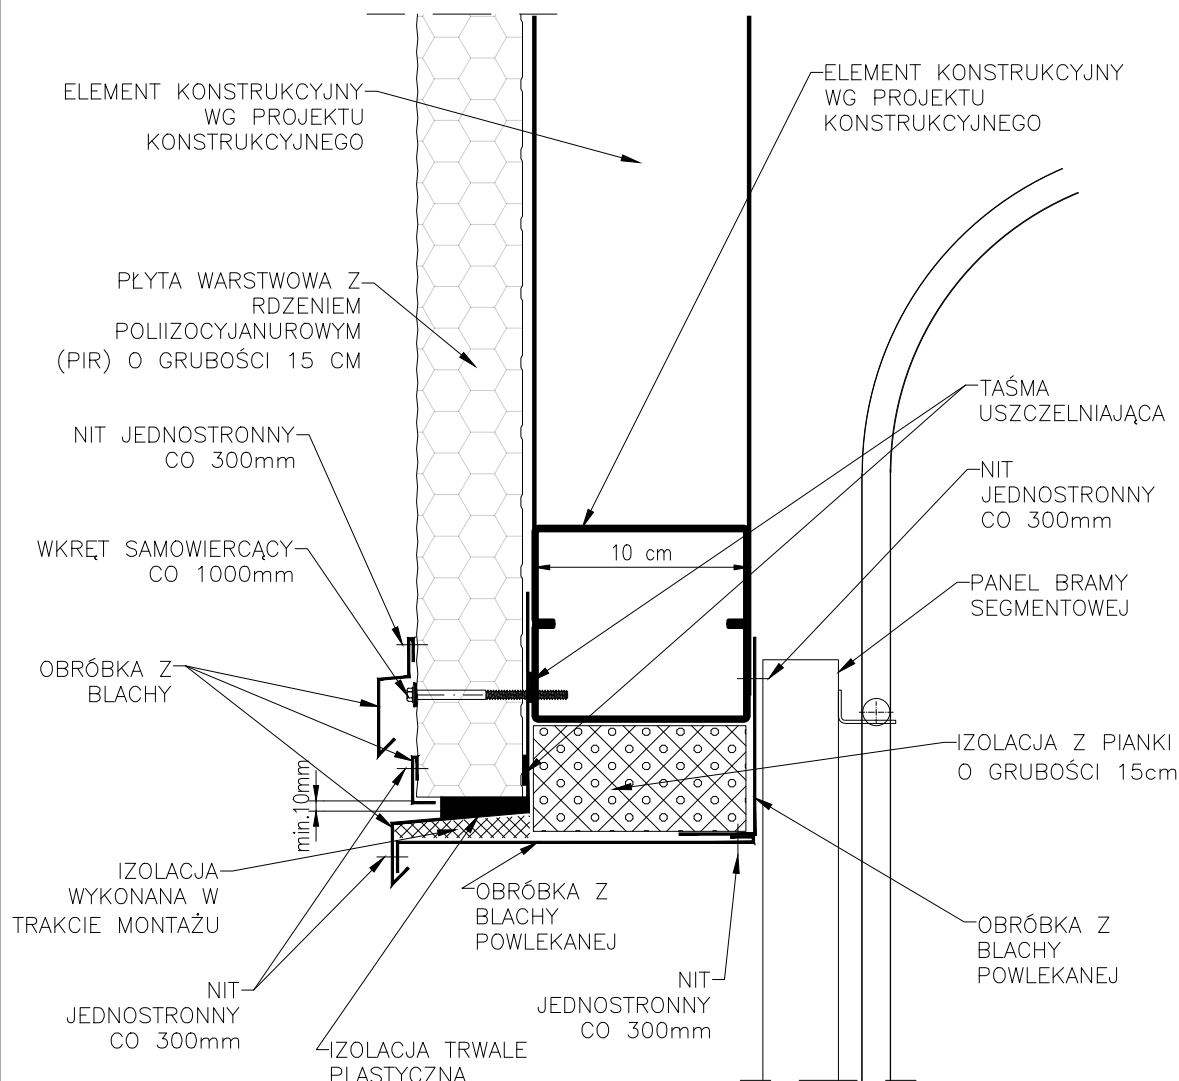 ELEMENT KONSTRUKCYJNY
WG PROJEKTU
KONSTRUKCYJNEGO
ELEMENT KONSTRUKCYJNY
WG PROJEKTU
KONSTRUKCYJNEGO
PŁYTA WARSTWOWA Z
RDZENIEM
POLIIZOCYJANUROWYM
(PIR) O GRUBOŚCI 15 CM
TAŚMA
USZCZELNIAJĄCA
NIT JEDNOSTRONNY
CO 300mm
NIT
JEDNOSTRONNY
CO 300mm
WKRĘT SAMOWIERCĄCY
CO 1000mm
10 cm
PANEL BRAMY
SEGMENTOWEJ
OBRÓBKA Z
BLACHY
IZOLACJA Z PIANKI
O GRUBOŚCI 15cm
min.10mm
IZOLACJA
WYKONANA W
TRAKCIE MONTAŻU
OBRÓBKA Z
BLACHY
POWLEKANEJ
OBRÓBKA Z
BLACHY
POWLEKANEJ
NIT
JEDNOSTRONNY
CO 300mm
NIT
JEDNOSTRONNY
CO 300mm
IZOLACJA TRWALE
PLASTYCZNA